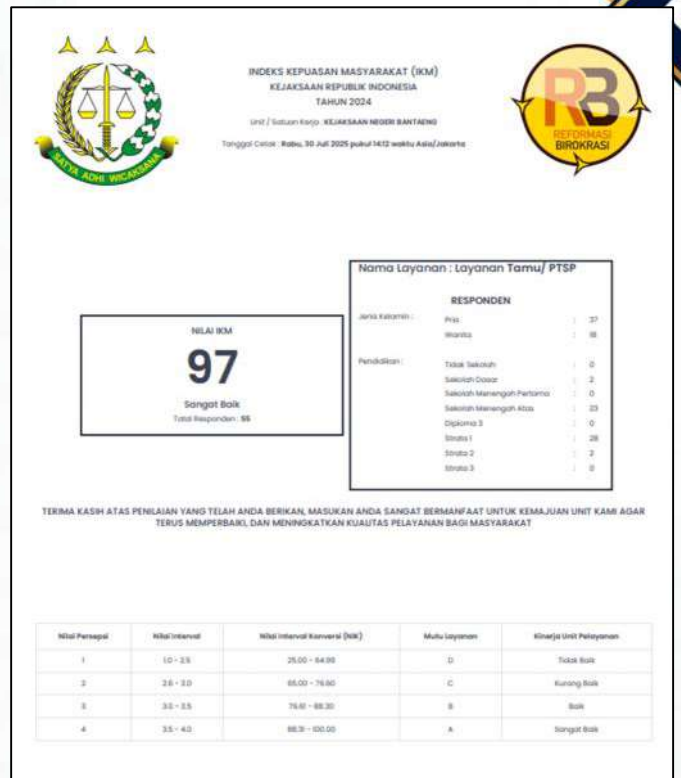 SATYA ADHI WICAKSANA
INDEKS KEPUASAN MASYARAKAT (IKM)
KEJAKSAAN REPUBLIK INDONESIA
TAHUN 2024
Unit / Satuan Kerja : KEJAKSAAN NEGERI BANTAENG
Tanggal Cetak : Rabu, 30 Juli 2025 pukul 14:12 waktu Asia/Jakarta
RB
REFORMASI
BIROKRASI
NILAI IKM
97
Sangat Baik
Total Responden : 55
Nama Layanan : Layanan Tamu/ PTSP
RESPONDEN
Jenis Kelamin : Pria : 37
Wanita : 18
Pendidikan : Tidak Sekolah : 0
Sekolah Dasar : 2
Sekolah Menengah Pertama : 0
Sekolah Menengah Atas : 23
Diploma 3 : 0
Strata 1 : 28
Strata 2 : 2
Strata 3 : 0
TERIMA KASIH ATAS PENILAIAN YANG TELAH ANDA BERIKAN, MASUKAN ANDA SANGAT BERMANFAAT UNTUK KEMAJUAN UNIT KAMI AGAR
TERUS MEMPERBAIKI, DAN MENINGKATKAN KUALITAS PELAYANAN BAGI MASYARAKAT
Nilai Persepsi Nilai Interval Nilai Interval Konversi (NIK) Mutu Layanan Kinerja Unit Pelayanan
1 1.0 - 2.5 25.00 - 64.99 D Tidak Baik
2 2.6 - 3.0 65.00 - 76.60 C Kurang Baik
3 3.0 - 3.5 76.61 - 88.30 B Baik
4 3.5 - 4.0 88.31 - 100.00 A Sangat Baik